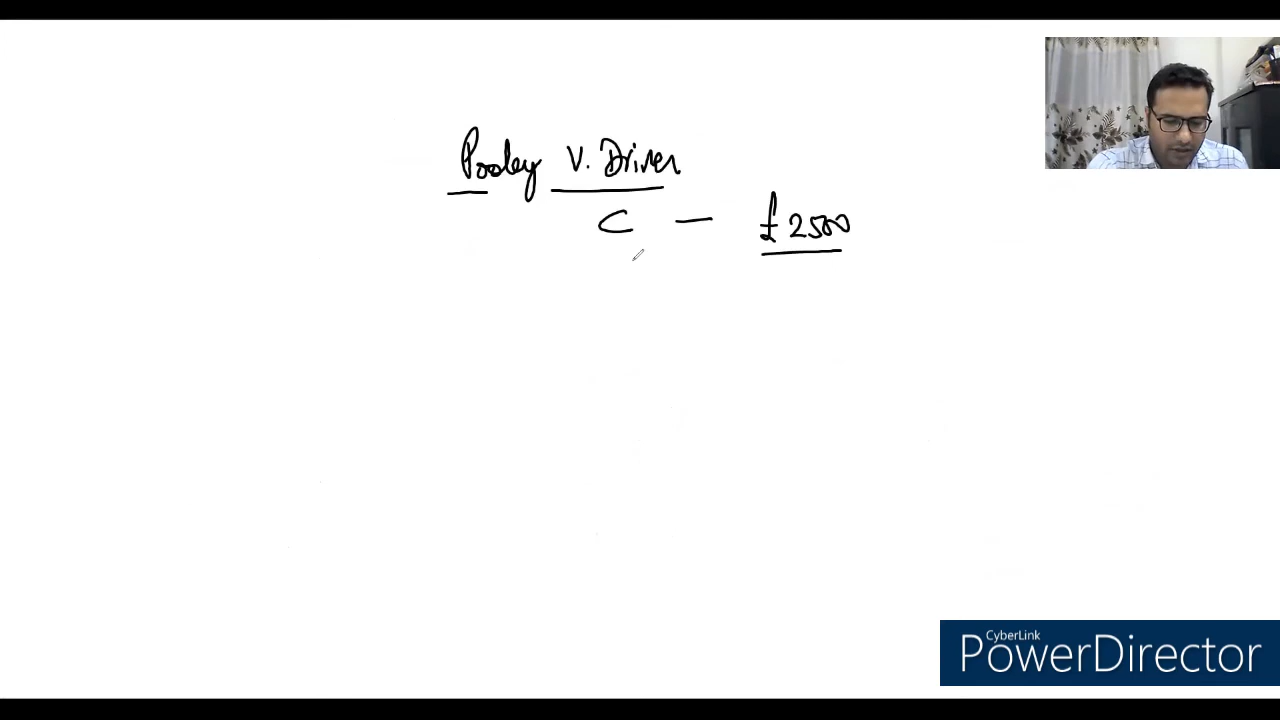 Pooley V. Driver
C — £2500
CyberLink
PowerDirector